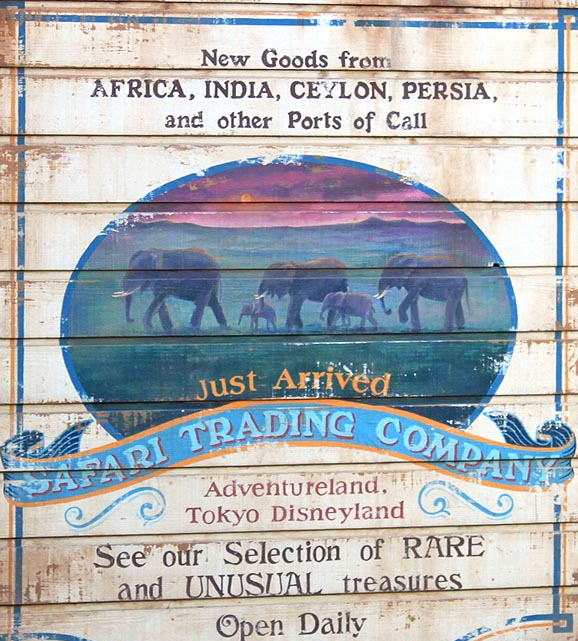 New Goods from
AFRICA, INDIA, CEYLON, PERSIA,
and other Ports of Call
Just Arrived
SAFARI TRADING COMPANY
Adventureland,
Tokyo Disneyland
See our Selection of RARE
and UNUSUAL treasures
Open Daily